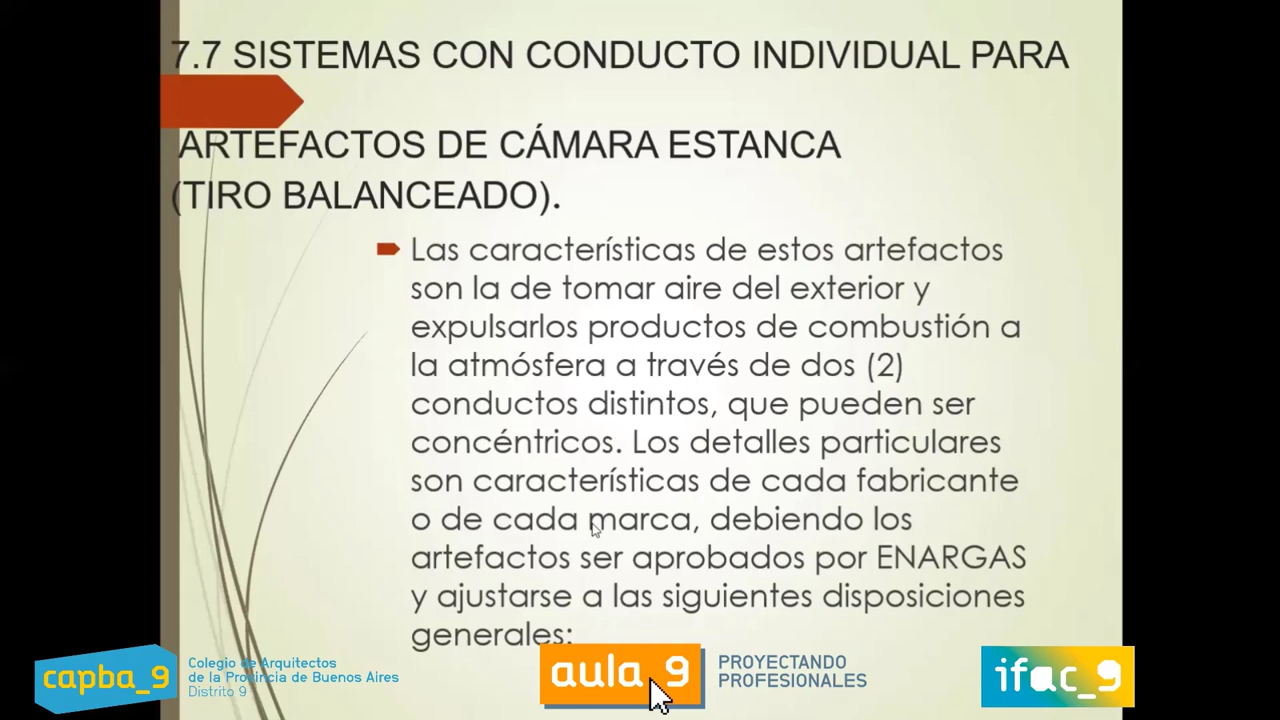 7.7 SISTEMAS CON CONDUCTO INDIVIDUAL PARA
ARTEFACTOS DE CÁMARA ESTANCA
(TIRO BALANCEADO).
Las características de estos artefactos
son la de tomar aire del exterior y
expulsarlos productos de combustión a
la atmósfera a través de dos (2)
conductos distintos, que pueden ser
concéntricos. Los detalles particulares
son características de cada fabricante
o de cada marca, debiendo los
artefactos ser aprobados por ENARGAS
y ajustarse a las siguientes disposiciones
generales:
capba_9
Colegio de Arquitectos
de la Provincia de Buenos Aires
Distrito 9
aula_9
PROYECTANDO
PROFESIONALES
ifac_9